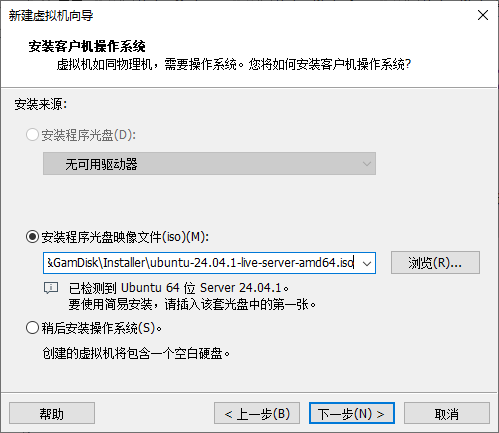 新建虚拟机向导
安装客户机操作系统
虚拟机如同物理机，需要操作系统。您将如何安装客户机操作系统?
安装来源:
安装程序光盘(D):
无可用驱动器
安装程序光盘映像文件(iso)(M):
&GamDisk\Installer\ubuntu-24.04.1-live-server-amd64.iso
浏览(R)...
已检测到 Ubuntu 64 位 Server 24.04.1。
要使用简易安装，请插入该套光盘中的第一张。
稍后安装操作系统(S)。
创建的虚拟机将包含一个空白硬盘。
帮助
< 上一步(B)
下一步(N) >
取消